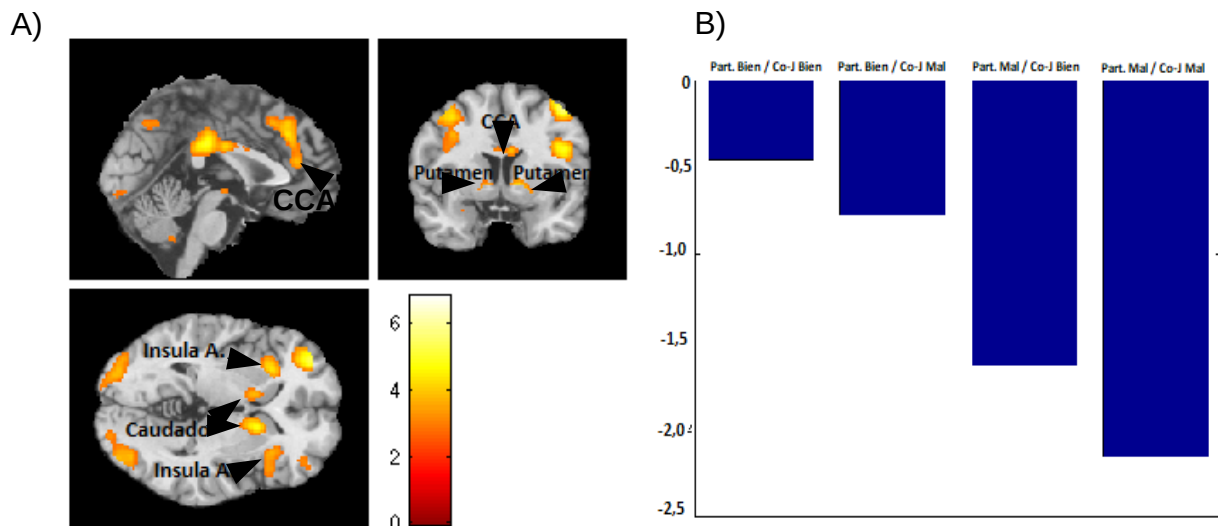 A)
CCA
CCA
Putamen Putamen
Insula A.
Caudado
Insula A.
6
4
2
0
B)
Part. Bien / Co-J Bien Part. Bien / Co-J Mal Part. Mal / Co-J Bien Part. Mal / Co-J Mal
0
-0,5
-1,0
-1,5
-2,0
-2,5